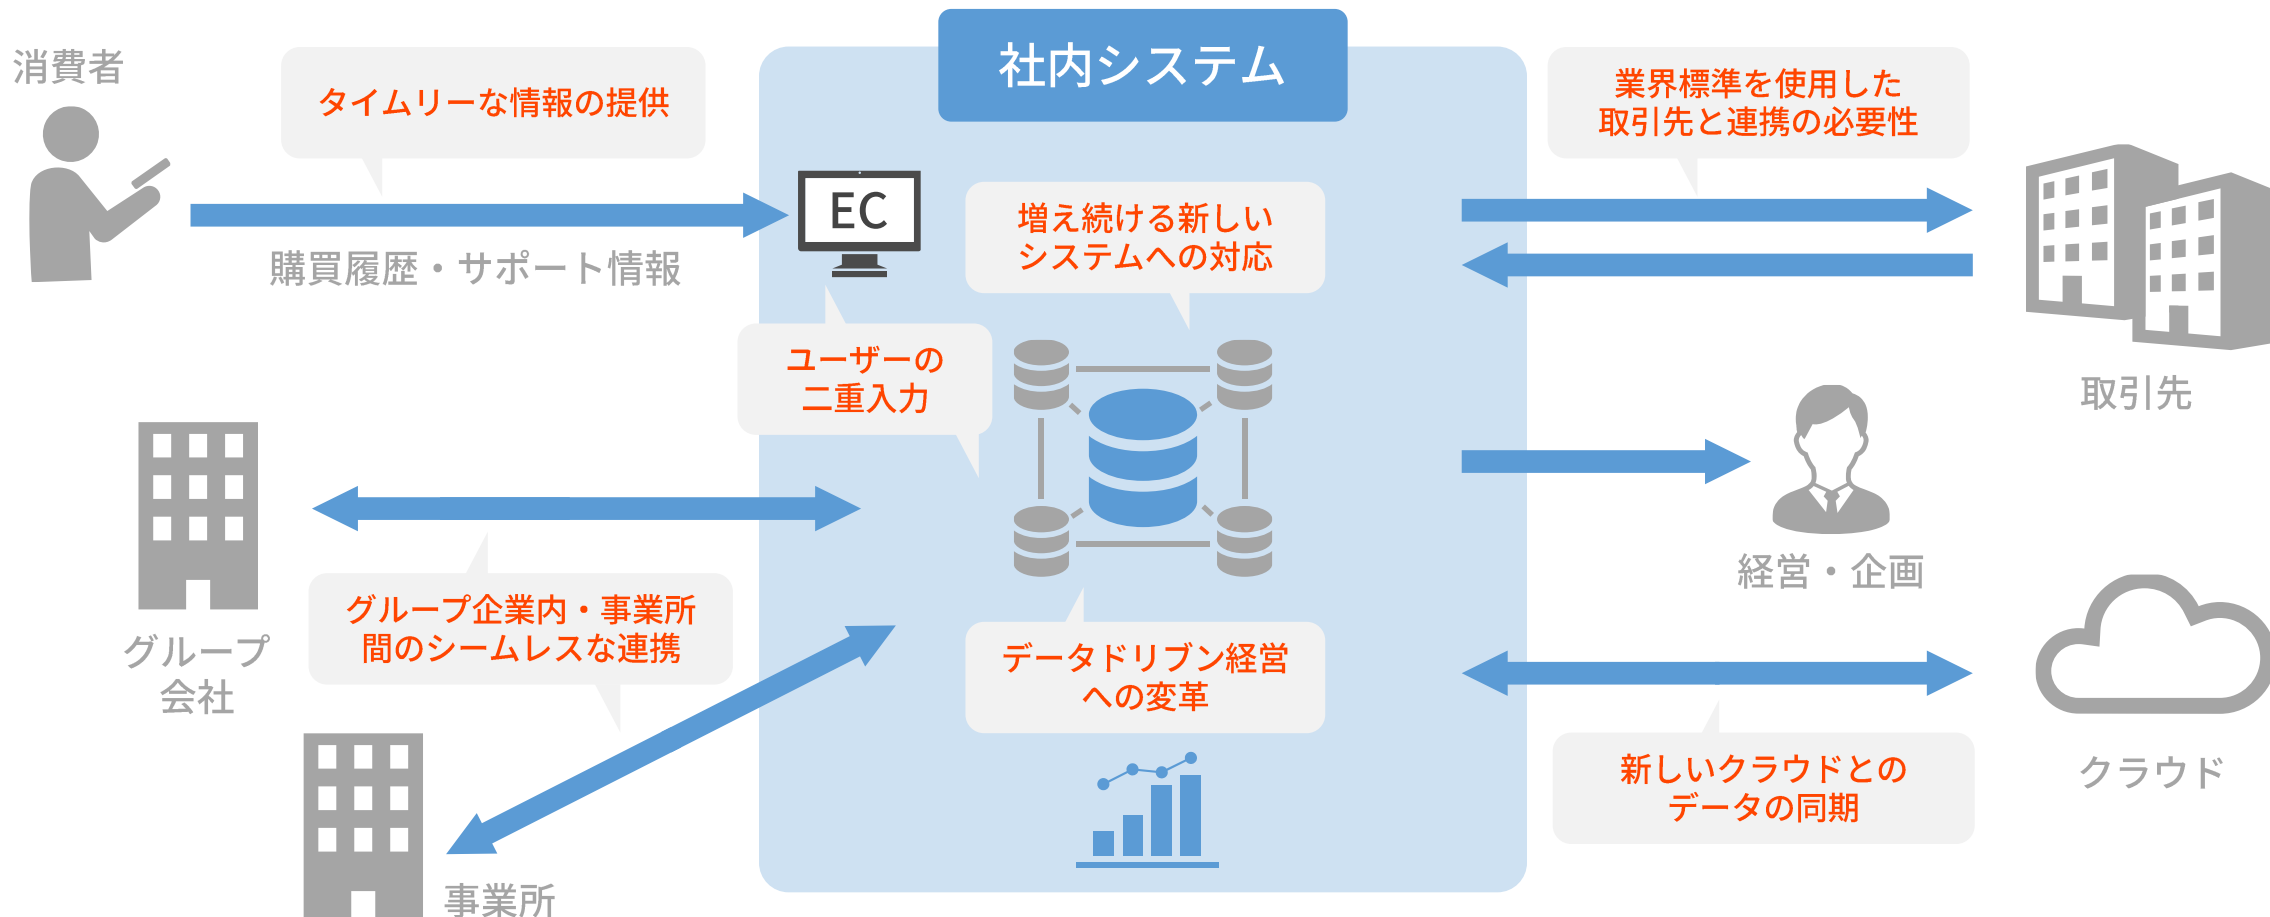 社内システム
消費者
タイムリーな情報の提供
購買履歴・サポート情報
EC
増え続ける新しい
システムへの対応
ユーザーの
二重入力
業界標準を使用した
取引先と連携の必要性
取引先
経営・企画
グループ
会社
グループ企業内・事業所
間のシームレスな連携
事業所
データドリブン経営
への変革
クラウド
新しいクラウドとの
データの同期